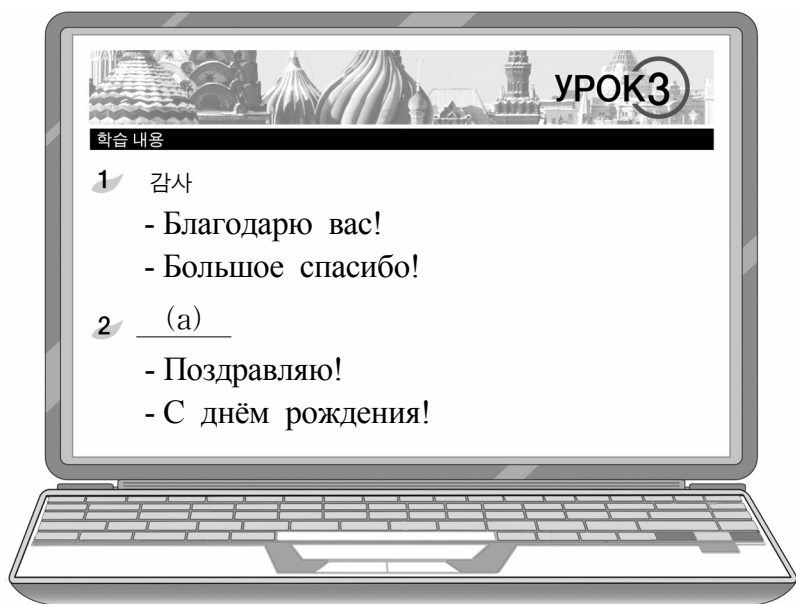 УРОК3
학습 내용
1 감사
- Благодарю вас!
- Большое спасибо!
2 (a)
- Поздравляю!
- С днём рождения!